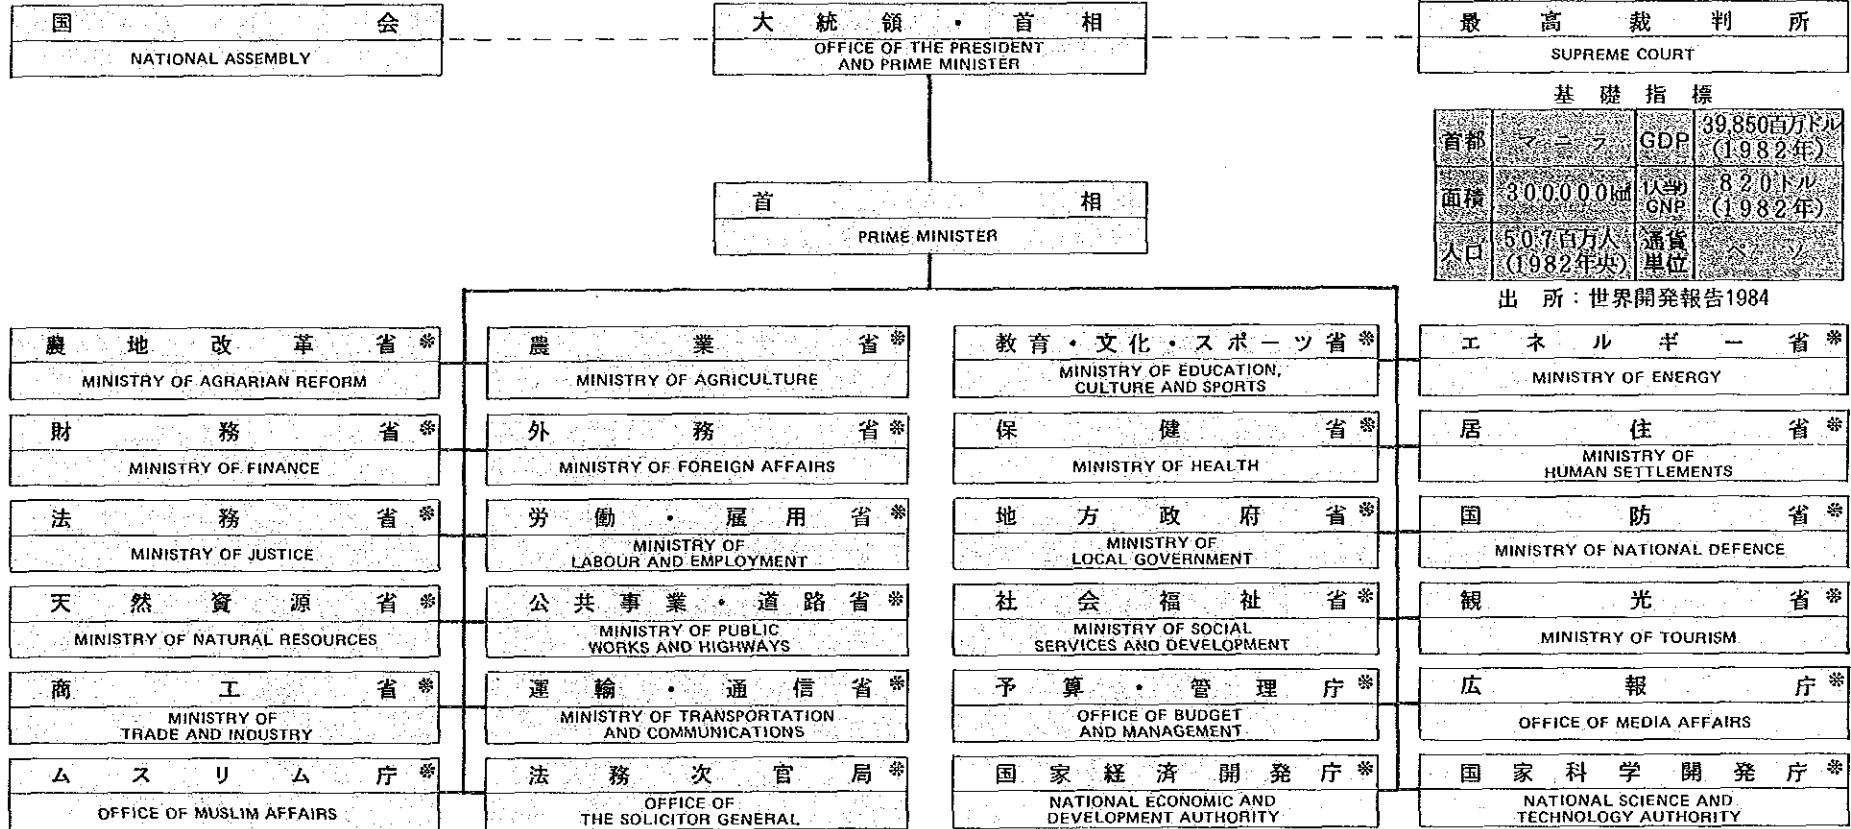 国会
NATIONAL ASSEMBLY
大統領・首相
OFFICE OF THE PRESIDENT
AND PRIME MINISTER
最高裁判所
SUPREME COURT
基礎指標
首都 マニラ GDP 39,850百万ドル (1982年)
面積 300,000㎢ 1人当り GNP 820ドル (1982年)
人口 50.7百万人 (1982年央) 通貨単位 ペソ
出所：世界開発報告1984
首相
PRIME MINISTER
農地改革省※
MINISTRY OF AGRARIAN REFORM
農業省※
MINISTRY OF AGRICULTURE
教育・文化・スポーツ省※
MINISTRY OF EDUCATION,
CULTURE AND SPORTS
エネルギー省※
MINISTRY OF ENERGY
財務省※
MINISTRY OF FINANCE
外務省※
MINISTRY OF FOREIGN AFFAIRS
保健省※
MINISTRY OF HEALTH
居住省※
MINISTRY OF
HUMAN SETTLEMENTS
法務省※
MINISTRY OF JUSTICE
労働・雇用省※
MINISTRY OF
LABOUR AND EMPLOYMENT
地方政府省※
MINISTRY OF
LOCAL GOVERNMENT
国防省※
MINISTRY OF NATIONAL DEFENCE
天然資源省※
MINISTRY OF NATURAL RESOURCES
公共事業・道路省※
MINISTRY OF PUBLIC
WORKS AND HIGHWAYS
社会福祉省※
MINISTRY OF SOCIAL
SERVICES AND DEVELOPMENT
観光省※
MINISTRY OF TOURISM
商工省※
MINISTRY OF
TRADE AND INDUSTRY
運輸・通信省※
MINISTRY OF TRANSPORTATION
AND COMMUNICATIONS
予算・管理庁※
OFFICE OF BUDGET
AND MANAGEMENT
広報庁※
OFFICE OF MEDIA AFFAIRS
ムスリム庁※
OFFICE OF MUSLIM AFFAIRS
法務次官局※
OFFICE OF
THE SOLICITOR GENERAL
国家経済開発庁※
NATIONAL ECONOMIC AND
DEVELOPMENT AUTHORITY
国家科学開発庁※
NATIONAL SCIENCE AND
TECHNOLOGY AUTHORITY